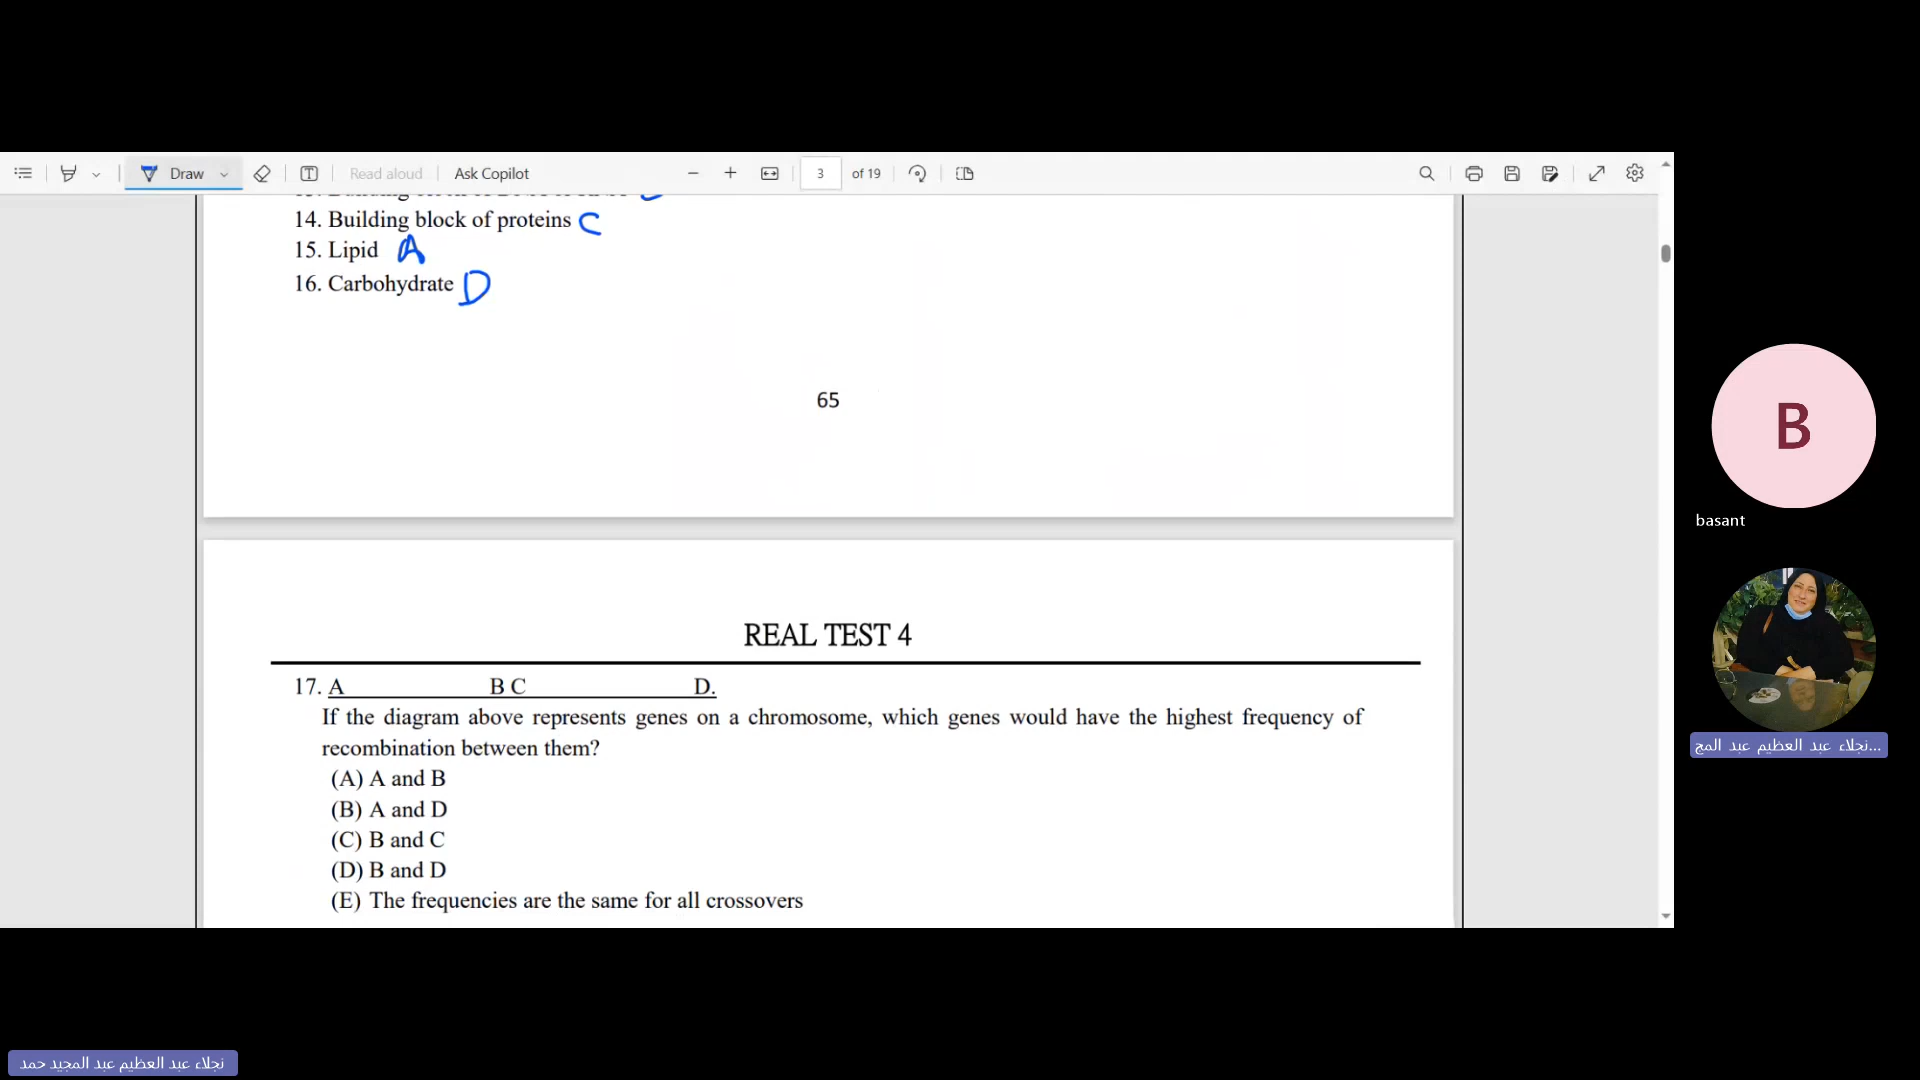 Draw
Read aloud
Ask Copilot
3
of 19
14. Building block of proteins C
15. Lipid A
16. Carbohydrate D
65
REAL TEST 4
17. A B C D.
If the diagram above represents genes on a chromosome, which genes would have the highest frequency of
recombination between them?
(A) A and B
(B) A and D
(C) B and C
(D) B and D
(E) The frequencies are the same for all crossovers
B
basant
نجلاء عبد العظيم عبد المج...
نجلاء عبد العظيم عبد المجيد حمد